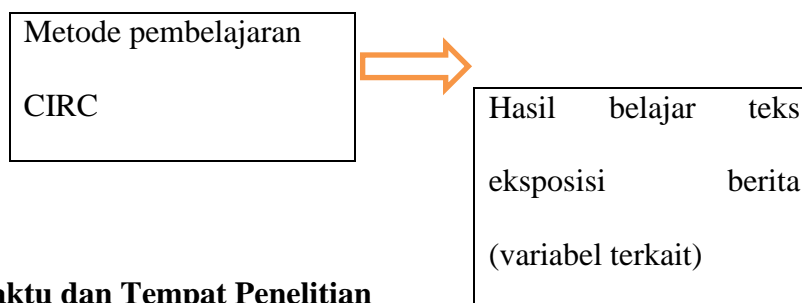 Metode pembelajaran
CIRC
Hasil belajar teks
eksposisi berita
(variabel terkait)
aktu dan Tempat Penelitian